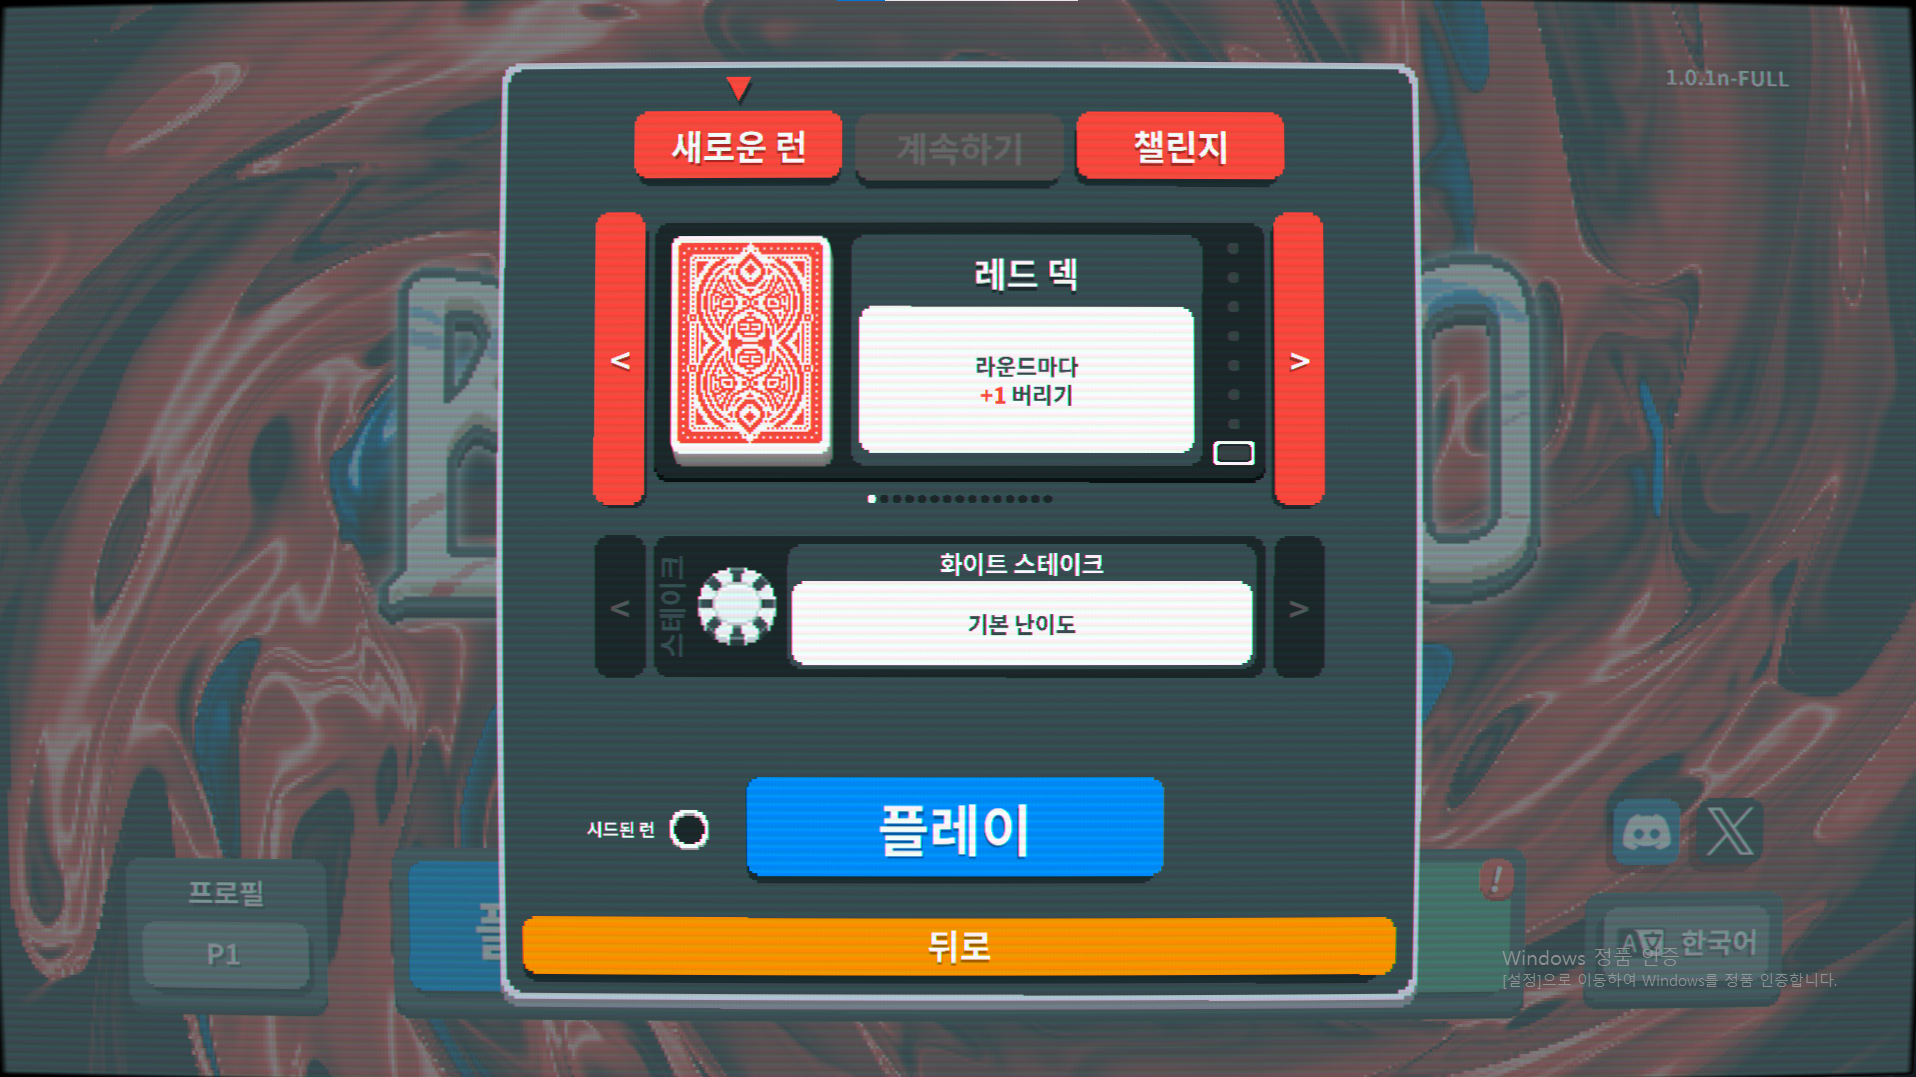 1.0.1n-FULL
새로운 런
계속하기
챌린지
<
레드 덱
라운드마다
+1 버리기
>
<
스테이크
화이트 스테이크
기본 난이도
>
시드된 런
플레이
뒤로
프로필
P1
!
한국어
Windows 정품 인증
[설정]으로 이동하여 Windows를 정품 인증합니다.